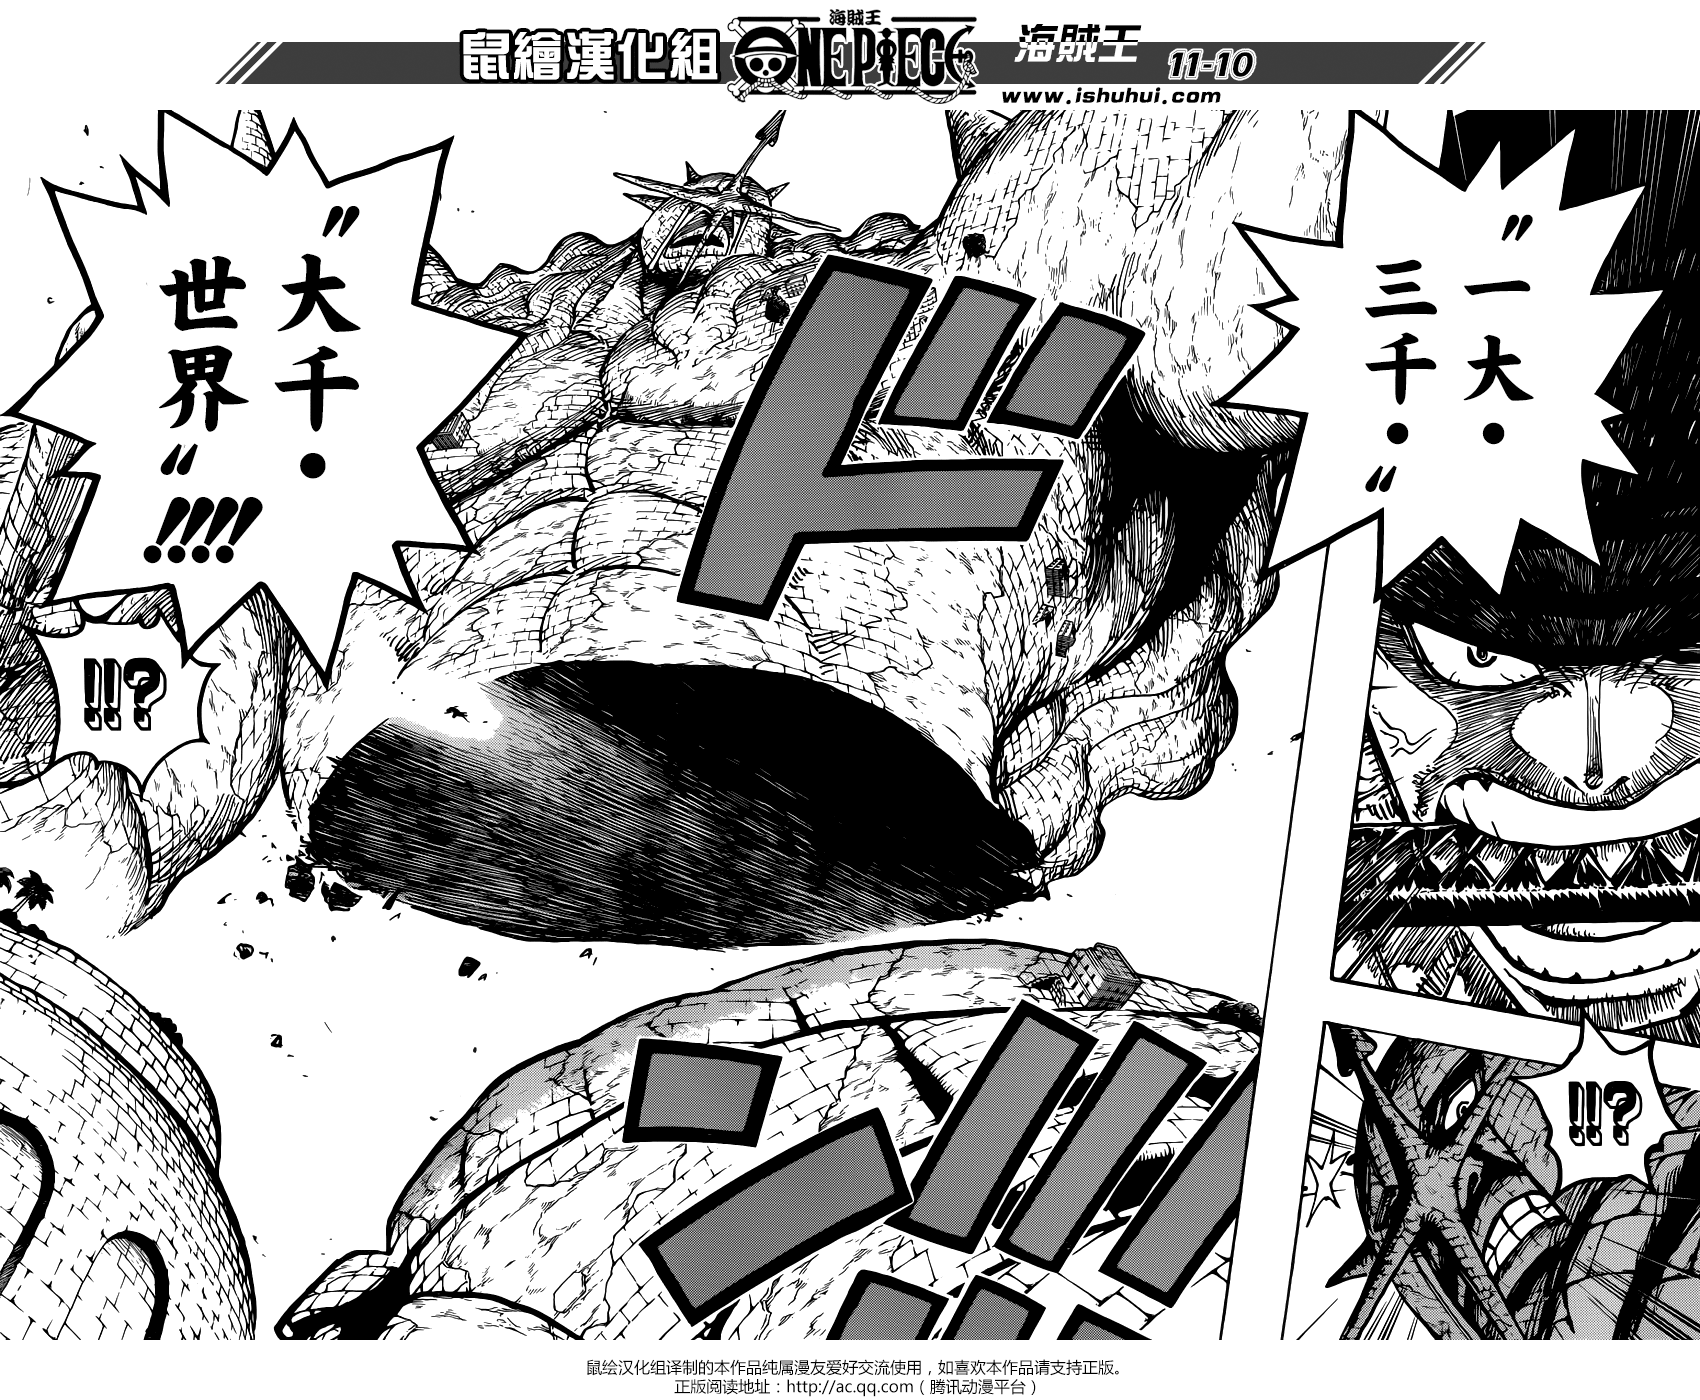 鼠繪漢化組
海賊王
ONE PIECE
海賊王
11-10
www.ishuhui.com
〝一大·
三千·〟
〝大千·
世界〟!!!!
!!?
!!?
ド
ン
鼠绘汉化组译制的本作品纯属漫友爱好交流使用，如喜欢本作品请支持正版。
正版阅读地址：http://ac.qq.com（腾讯动漫平台）